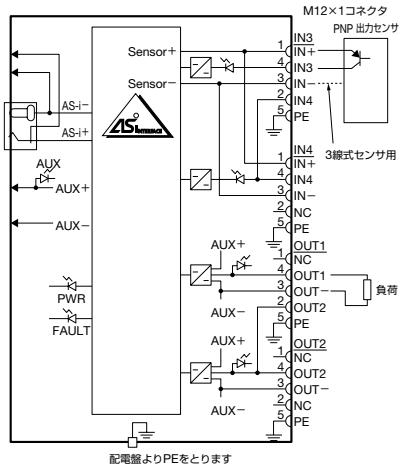 M12×1コネクタ
PNP 出力センサ
IN3
1 IN+
4 IN3
3 IN−
2 IN4
5 PE
3線式センサ用
Sensor+
Sensor−
AS-i−
AS-i+
ASi INTERFACE
AUX
AUX+
AUX−
IN4
1 IN+
4 IN4
3 IN−
2 NC
5 PE
AUX+
AUX−
OUT1
1 NC
4 OUT1
3 OUT−
2 OUT2
5 PE
負荷
PWR
FAULT
AUX+
AUX−
OUT2
1 NC
4 OUT2
3 OUT−
2 NC
5 PE
配電盤よりPEをとります